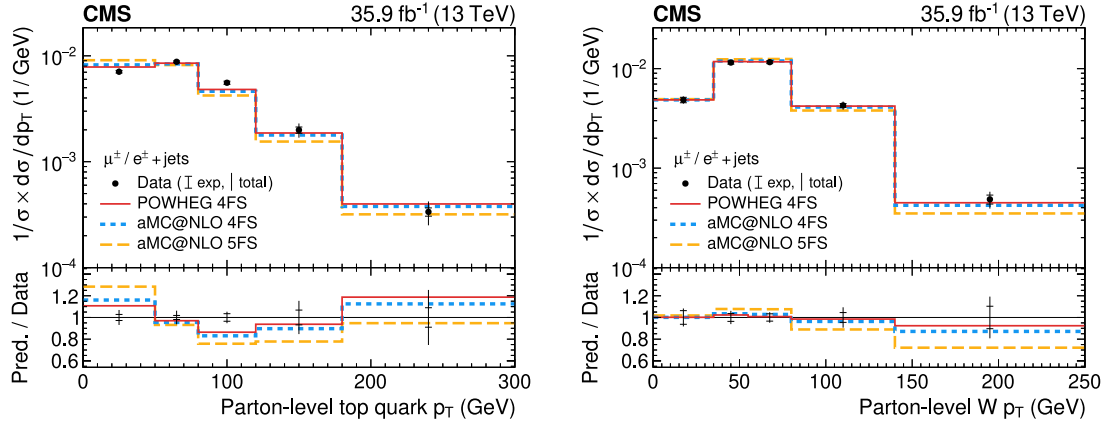 CMS 35.9 fb⁻¹ (13 TeV)
1/σ × dσ/dp_T (1/GeV)
10⁻²
10⁻³
10⁻⁴
μ± / e± + jets
Data (I exp, | total)
POWHEG 4FS
aMC@NLO 4FS
aMC@NLO 5FS
Pred. / Data
1.2
1
0.8
0.6
0 100 200 300
Parton-level top quark p_T (GeV)
CMS 35.9 fb⁻¹ (13 TeV)
1/σ × dσ/dp_T (1/GeV)
10⁻²
10⁻³
10⁻⁴
μ± / e± + jets
Data (I exp, | total)
POWHEG 4FS
aMC@NLO 4FS
aMC@NLO 5FS
Pred. / Data
1.2
1
0.8
0.6
0 50 100 150 200 250
Parton-level W p_T (GeV)